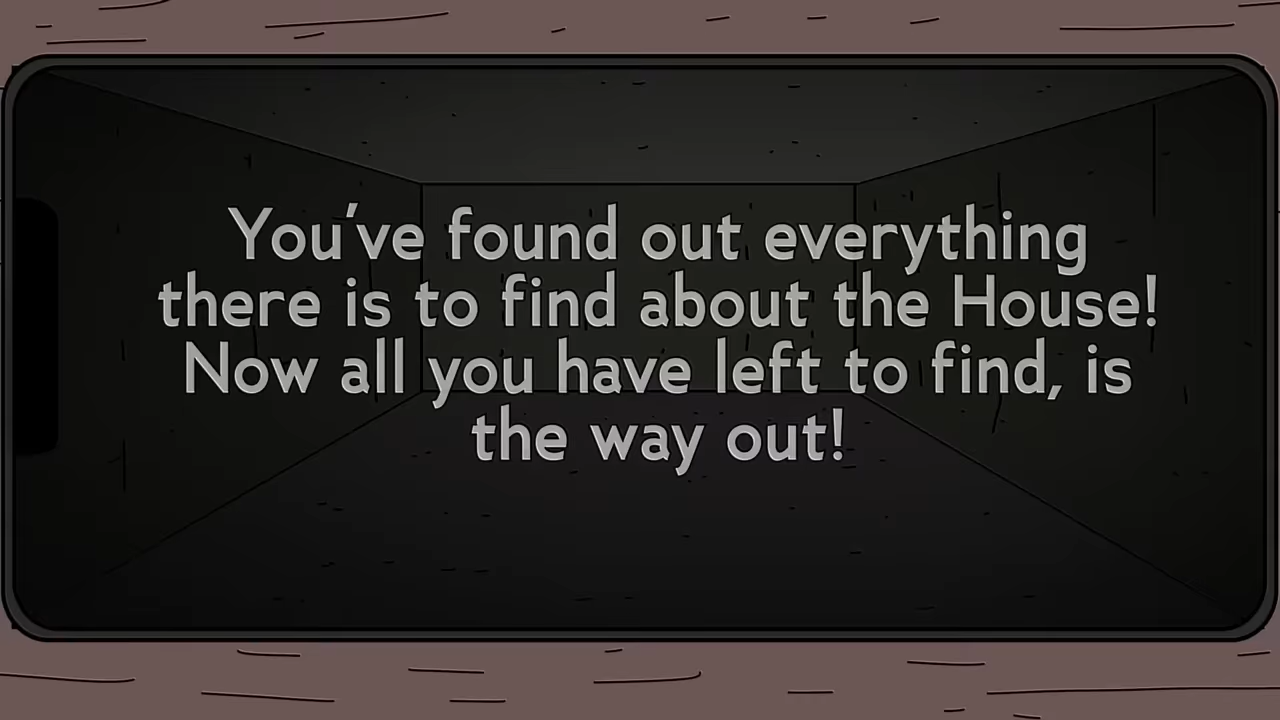 You've found out everything
there is to find about the House!
Now all you have left to find, is
the way out!